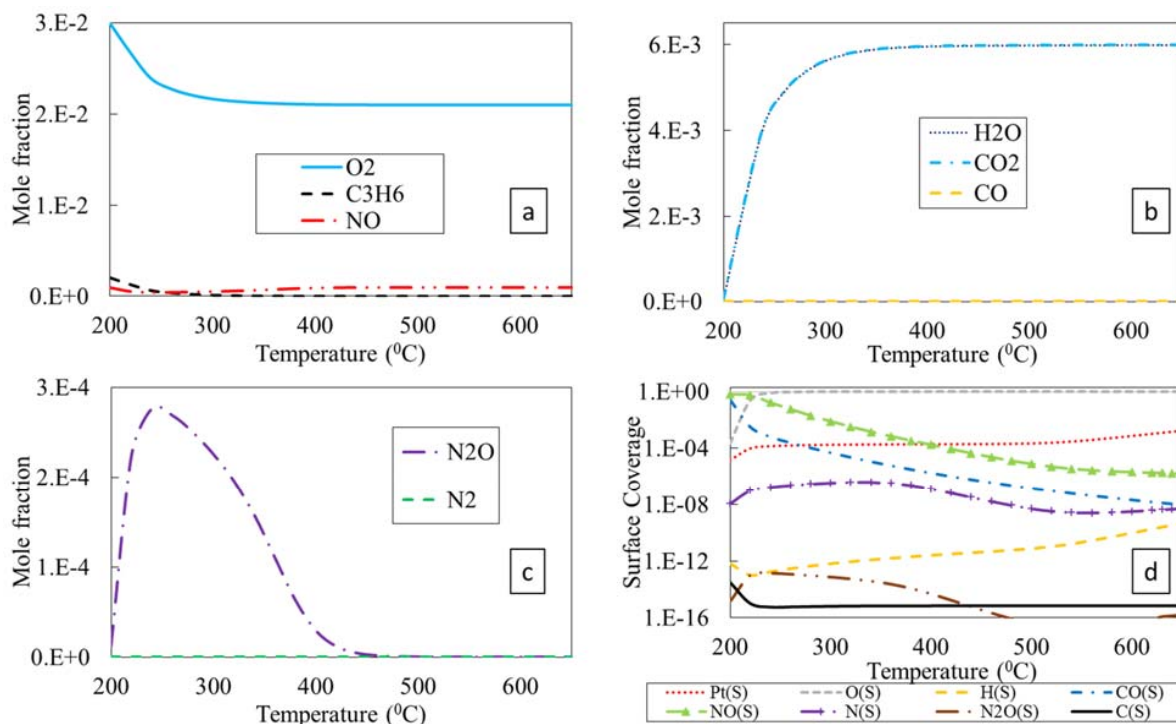 3.E-2
2.E-2
1.E-2
0.E+0
Mole fraction
O2
C3H6
NO
a
200 300 400 500 600
Temperature (⁰C)
6.E-3
4.E-3
2.E-3
0.E+0
Mole fraction
H2O
CO2
CO
b
200 300 400 500 600
Temperature (⁰C)
3.E-4
2.E-4
1.E-4
0.E+0
Mole fraction
N2O
N2
c
200 300 400 500 600
Temperature (⁰C)
1.E+00
1.E-04
1.E-08
1.E-12
1.E-16
Surface Coverage
d
200 300 400 500 600
Temperature (⁰C)
Pt(S) O(S) H(S) CO(S)
NO(S) N(S) N2O(S) C(S)